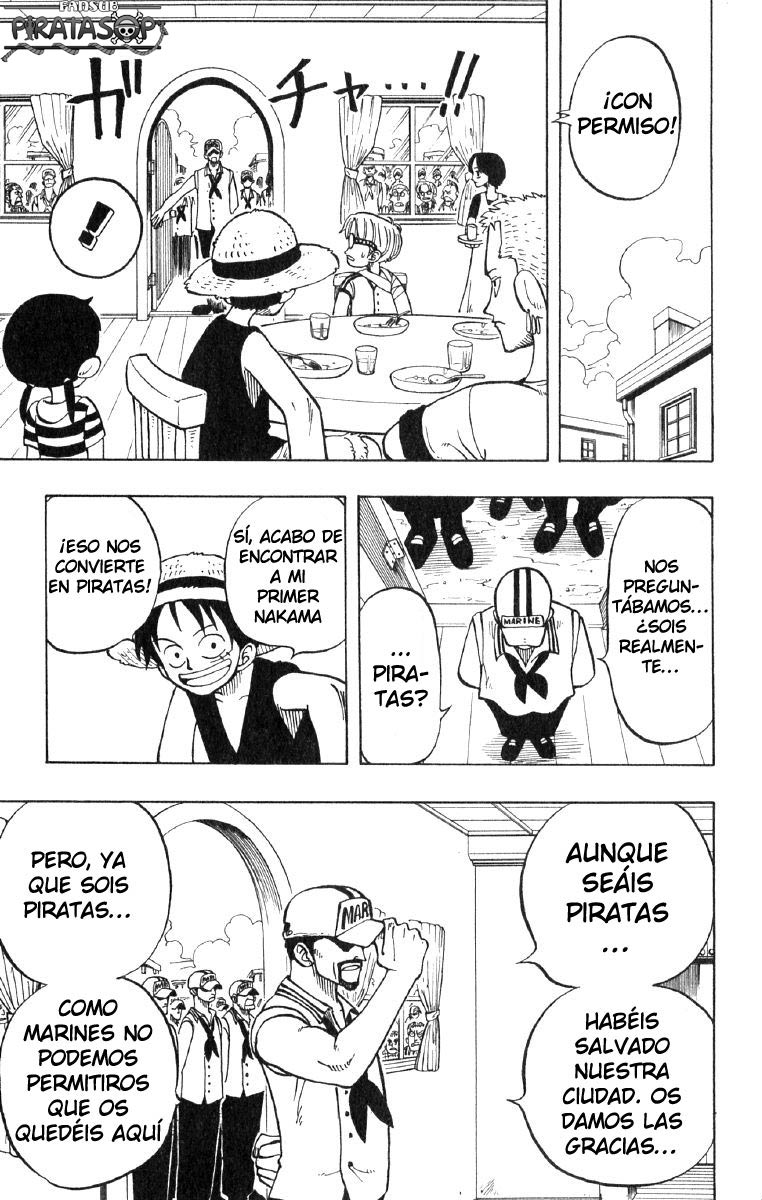 FANSUB
PIRATASOP
¡CON
PERMISO!
ガチャ…!!
!
NOS
PREGUN-
TÁBAMOS...
¿SOIS
REALMEN-
TE...
...
PIRA-
TAS?
MARINE
SÍ, ACABO DE
ENCONTRAR
A MI
PRIMER
NAKAMA
¡ESO NOS
CONVIERTE
EN PIRATAS!
AUNQUE
SEÁIS
PIRATAS
...
HABÉIS
SALVADO
NUESTRA
CIUDAD. OS
DAMOS LAS
GRACIAS...
MAR
PERO, YA
QUE SOIS
PIRATAS...
COMO
MARINES NO
PODEMOS
PERMITIROS
QUE OS
QUEDÉIS AQUÍ